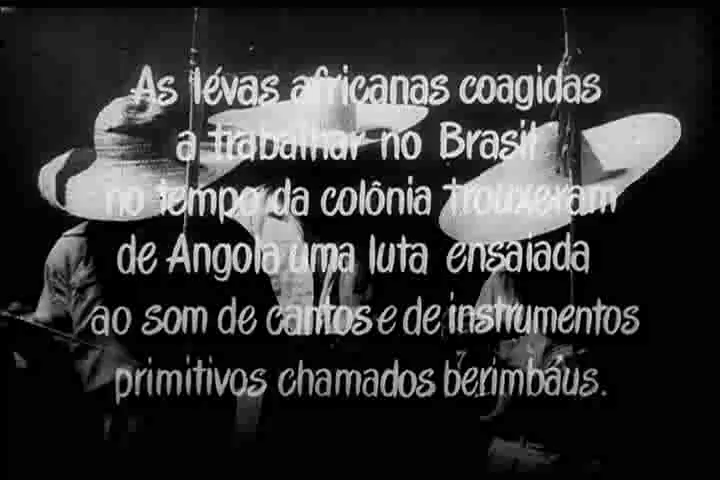 As lévas africanas coagidas
a trabalhar no Brasil
no tempo da colônia trouxeram
de Angola uma luta ensaiada
ao som de cantos e de instrumentos
primitivos chamados berimbáus.